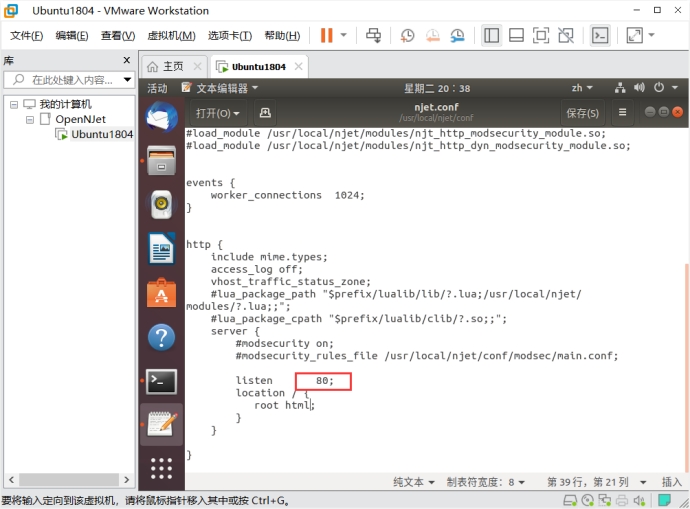 Ubuntu1804 - VMware Workstation
文件(F) 编辑(E) 查看(V) 虚拟机(M) 选项卡(T) 帮助(H)
库
在此处键入内容...
我的计算机
OpenNJet
Ubuntu1804
主页
Ubuntu1804
活动 文本编辑器 星期二 20：38 zh
打开(O) njet.conf 保存(S)
/usr/local/njet/conf
#load_module /usr/local/njet/modules/njt_http_modsecurity_module.so;
#load_module /usr/local/njet/modules/njt_http_dyn_modsecurity_module.so;
events {
worker_connections 1024;
}
http {
include mime.types;
access_log off;
vhost_traffic_status_zone;
#lua_package_path "$prefix/lualib/lib/?.lua;/usr/local/njet/
modules/?.lua;;";
#lua_package_cpath "$prefix/lualib/clib/?.so;;";
server {
#modsecurity on;
#modsecurity_rules_file /usr/local/njet/conf/modsec/main.conf;
listen 80;
location / {
root html;
}
}
}
纯文本 制表符宽度：8 第 39 行，第 21 列 插入
要将输入定向到该虚拟机，请将鼠标指针移入其中或按 Ctrl+G。